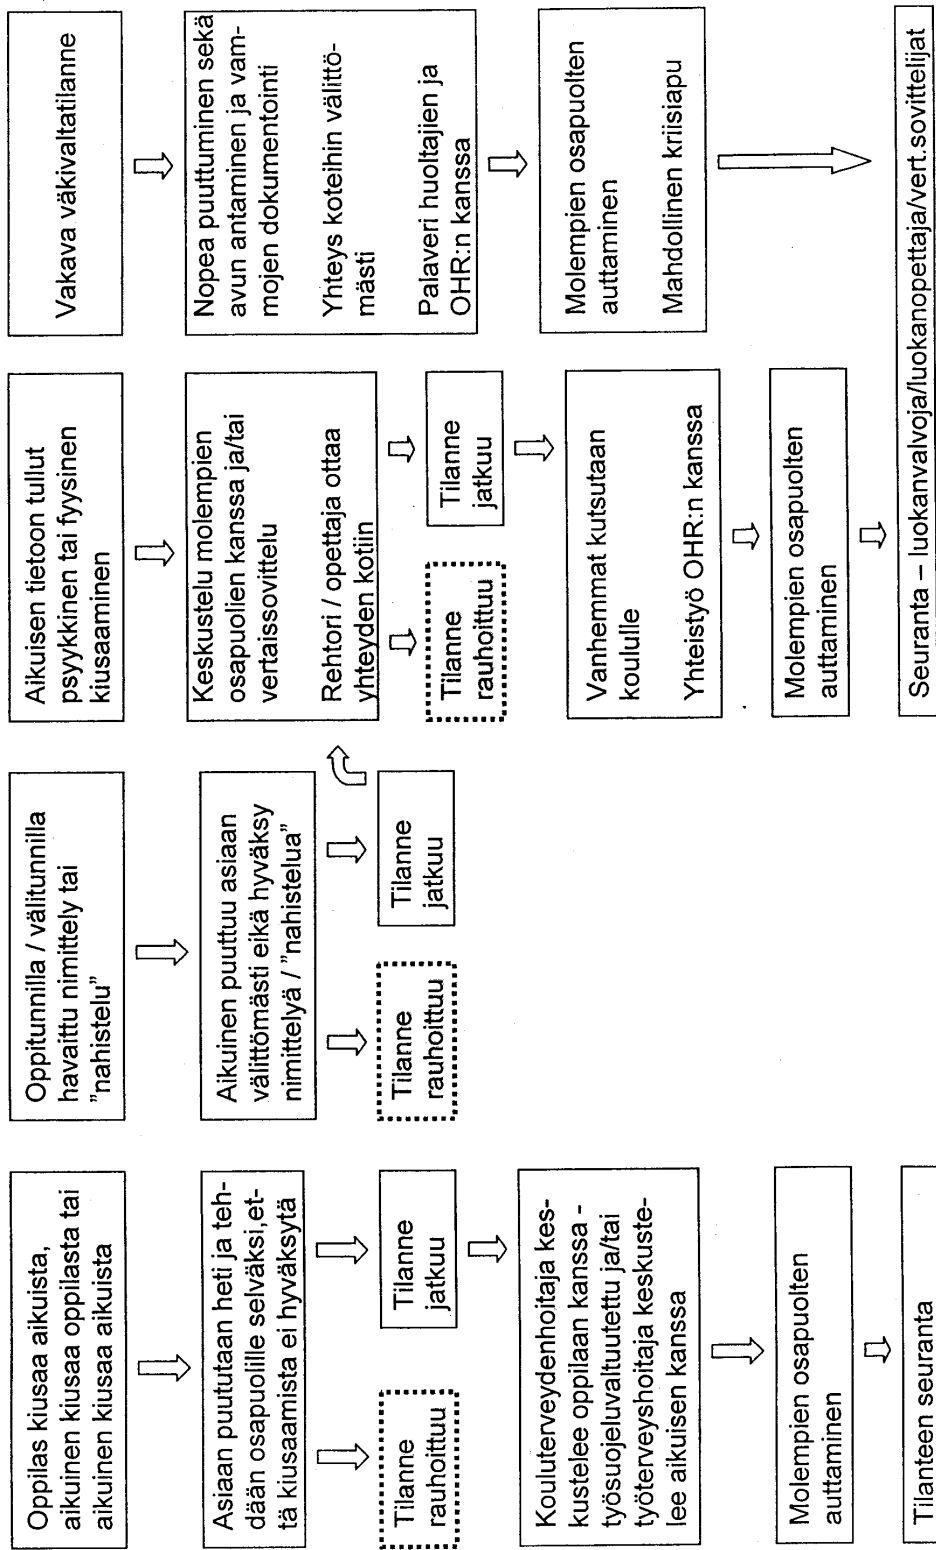 Oppilas kiusaa aikuista,
aikuinen kiusaa oppilasta tai
aikuinen kiusaa aikuista
Asiaan puututaan heti ja teh-
dään osapuolille selväksi,et-
tä kiusaamista ei hyväksytä
Tilanne
rauhoittuu
Tilanne
jatkuu
Kouluterveydenhoitaja kes-
kustelee oppilaan kanssa -
työsuojeluvaltuutettu ja/tai
työterveyshoitaja keskuste-
lee aikuisen kanssa
Molempien osapuolten
auttaminen
Tilanteen seuranta
Oppitunnilla / välitunnilla
havaittu nimittely tai
”nahistelu”
Aikuinen puuttuu asiaan
välittömästi eikä hyväksy
nimittelyä / ”nahistelua”
Tilanne
rauhoittuu
Tilanne
jatkuu
Aikuisen tietoon tullut
psyykkinen tai fyysinen
kiusaaminen
Keskustelu molempien
osapuolien kanssa ja/tai
vertaissovittelu
Rehtori / opettaja ottaa
yhteyden kotiin
Tilanne
rauhoittuu
Tilanne
jatkuu
Vanhemmat kutsutaan
koululle
Yhteistyö OHR:n kanssa
Molempien osapuolten
auttaminen
Vakava väkivaltatilanne
Nopea puuttuminen sekä
avun antaminen ja vam-
mojen dokumentointi
Yhteys koteihin välittö-
mästi
Palaveri huoltajien ja
OHR:n kanssa
Molempien osapuolten
auttaminen
Mahdollinen kriisiapu
Seuranta – luokanvalvoja/luokanopettaja/vert.sovittelijat